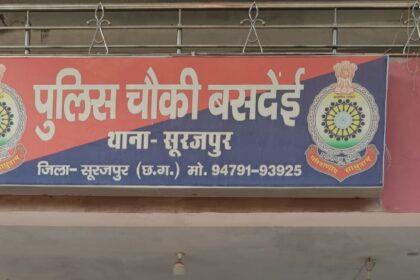 पुलिस चौकी बसदेंई
थाना- सूरजपुर
जिला- सूरजपुर (छ.ग.) मो. 94791-93925